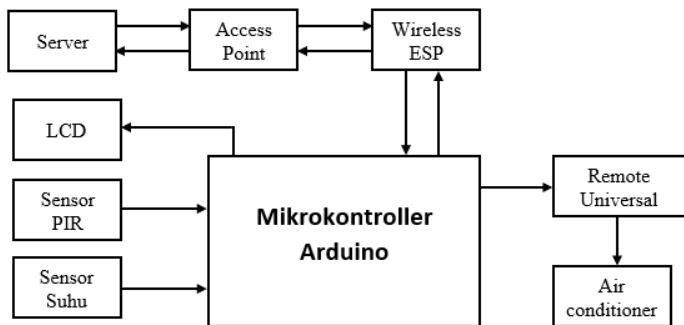 Server
Access
Point
Wireless
ESP
LCD
Sensor
PIR
Sensor
Suhu
Mikrokontroller
Arduino
Remote
Universal
Air
conditioner